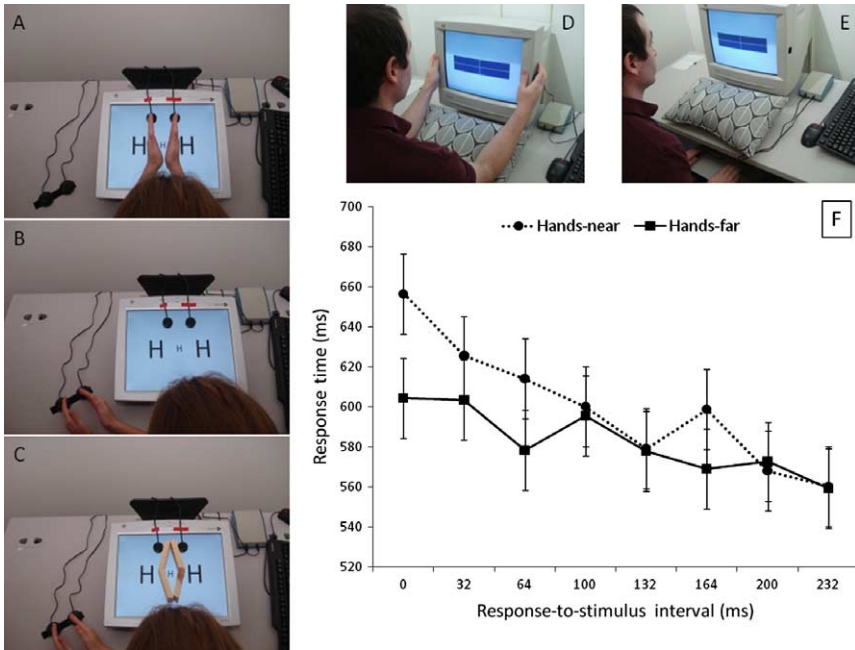 A
H H H
B
H H H
C
H H H
D
E
F
Hands-near
Hands-far
700
680
660
640
620
600
580
560
540
520
Response time (ms)
0 32 64 100 132 164 200 232
Response-to-stimulus interval (ms)